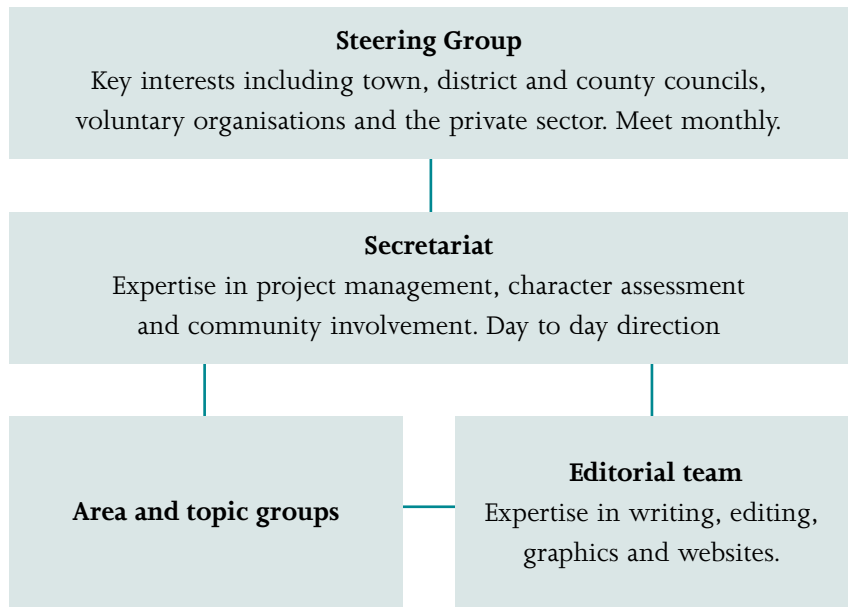 Steering Group
Key interests including town, district and county councils,
voluntary organisations and the private sector. Meet monthly.
Secretariat
Expertise in project management, character assessment
and community involvement. Day to day direction
Area and topic groups
Editorial team
Expertise in writing, editing,
graphics and websites.